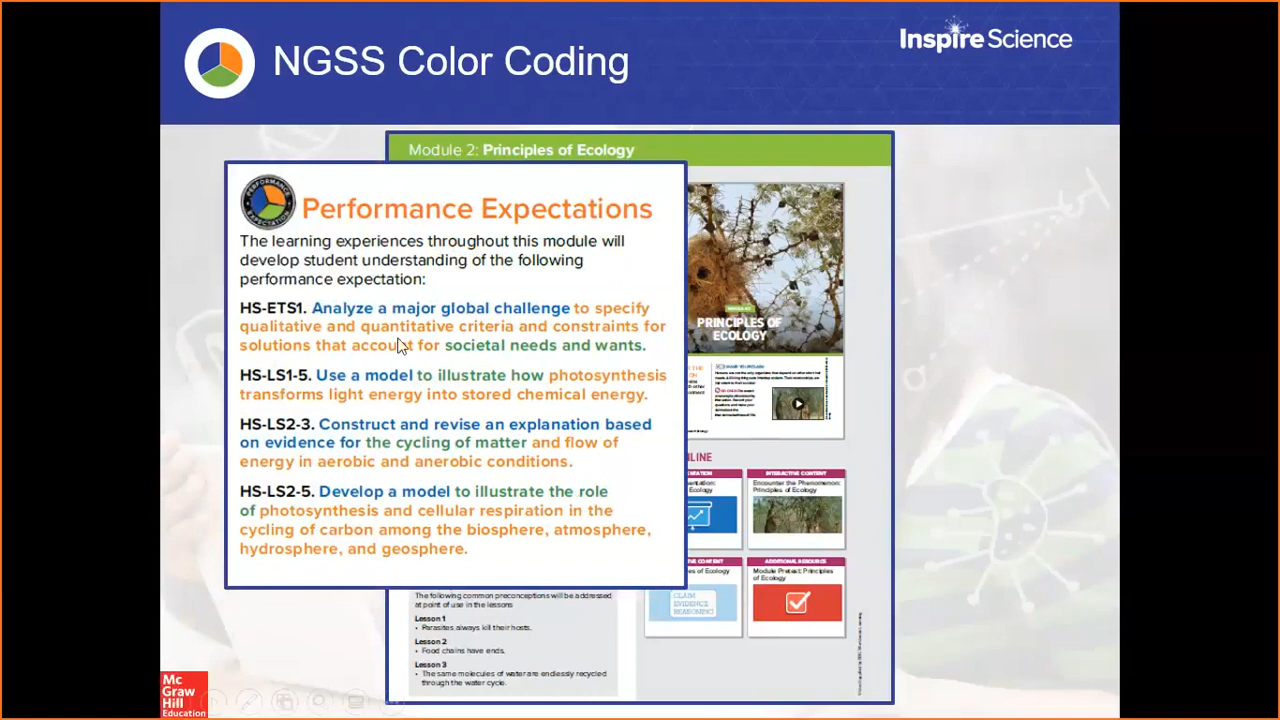 NGSS Color Coding
Inspire Science
Module 2: Principles of Ecology
PERFORMANCE EXPECTATION
Performance Expectations
The learning experiences throughout this module will
develop student understanding of the following
performance expectation:
HS-ETS1. Analyze a major global challenge to specify
qualitative and quantitative criteria and constraints for
solutions that account for societal needs and wants.
HS-LS1-5. Use a model to illustrate how photosynthesis
transforms light energy into stored chemical energy.
HS-LS2-3. Construct and revise an explanation based
on evidence for the cycling of matter and flow of
energy in aerobic and anerobic conditions.
HS-LS2-5. Develop a model to illustrate the role
of photosynthesis and cellular respiration in the
cycling of carbon among the biosphere, atmosphere,
hydrosphere, and geosphere.
PRINCIPLES OF
ECOLOGY
INTERACTIVE CONTENT
Encounter the Phenomenon:
Principles of Ecology
ADDITIONAL RESOURCE
Module Pretest: Principles
of Ecology
CLAIM
EVIDENCE
REASONING
The following common preconceptions will be addressed
at point of use in the lessons
Lesson 1
• Parasites always kill their hosts.
Lesson 2
• Food chains have ends.
Lesson 3
• The same molecules of water are endlessly recycled
through the water cycle.
Mc
Graw
Hill
Education